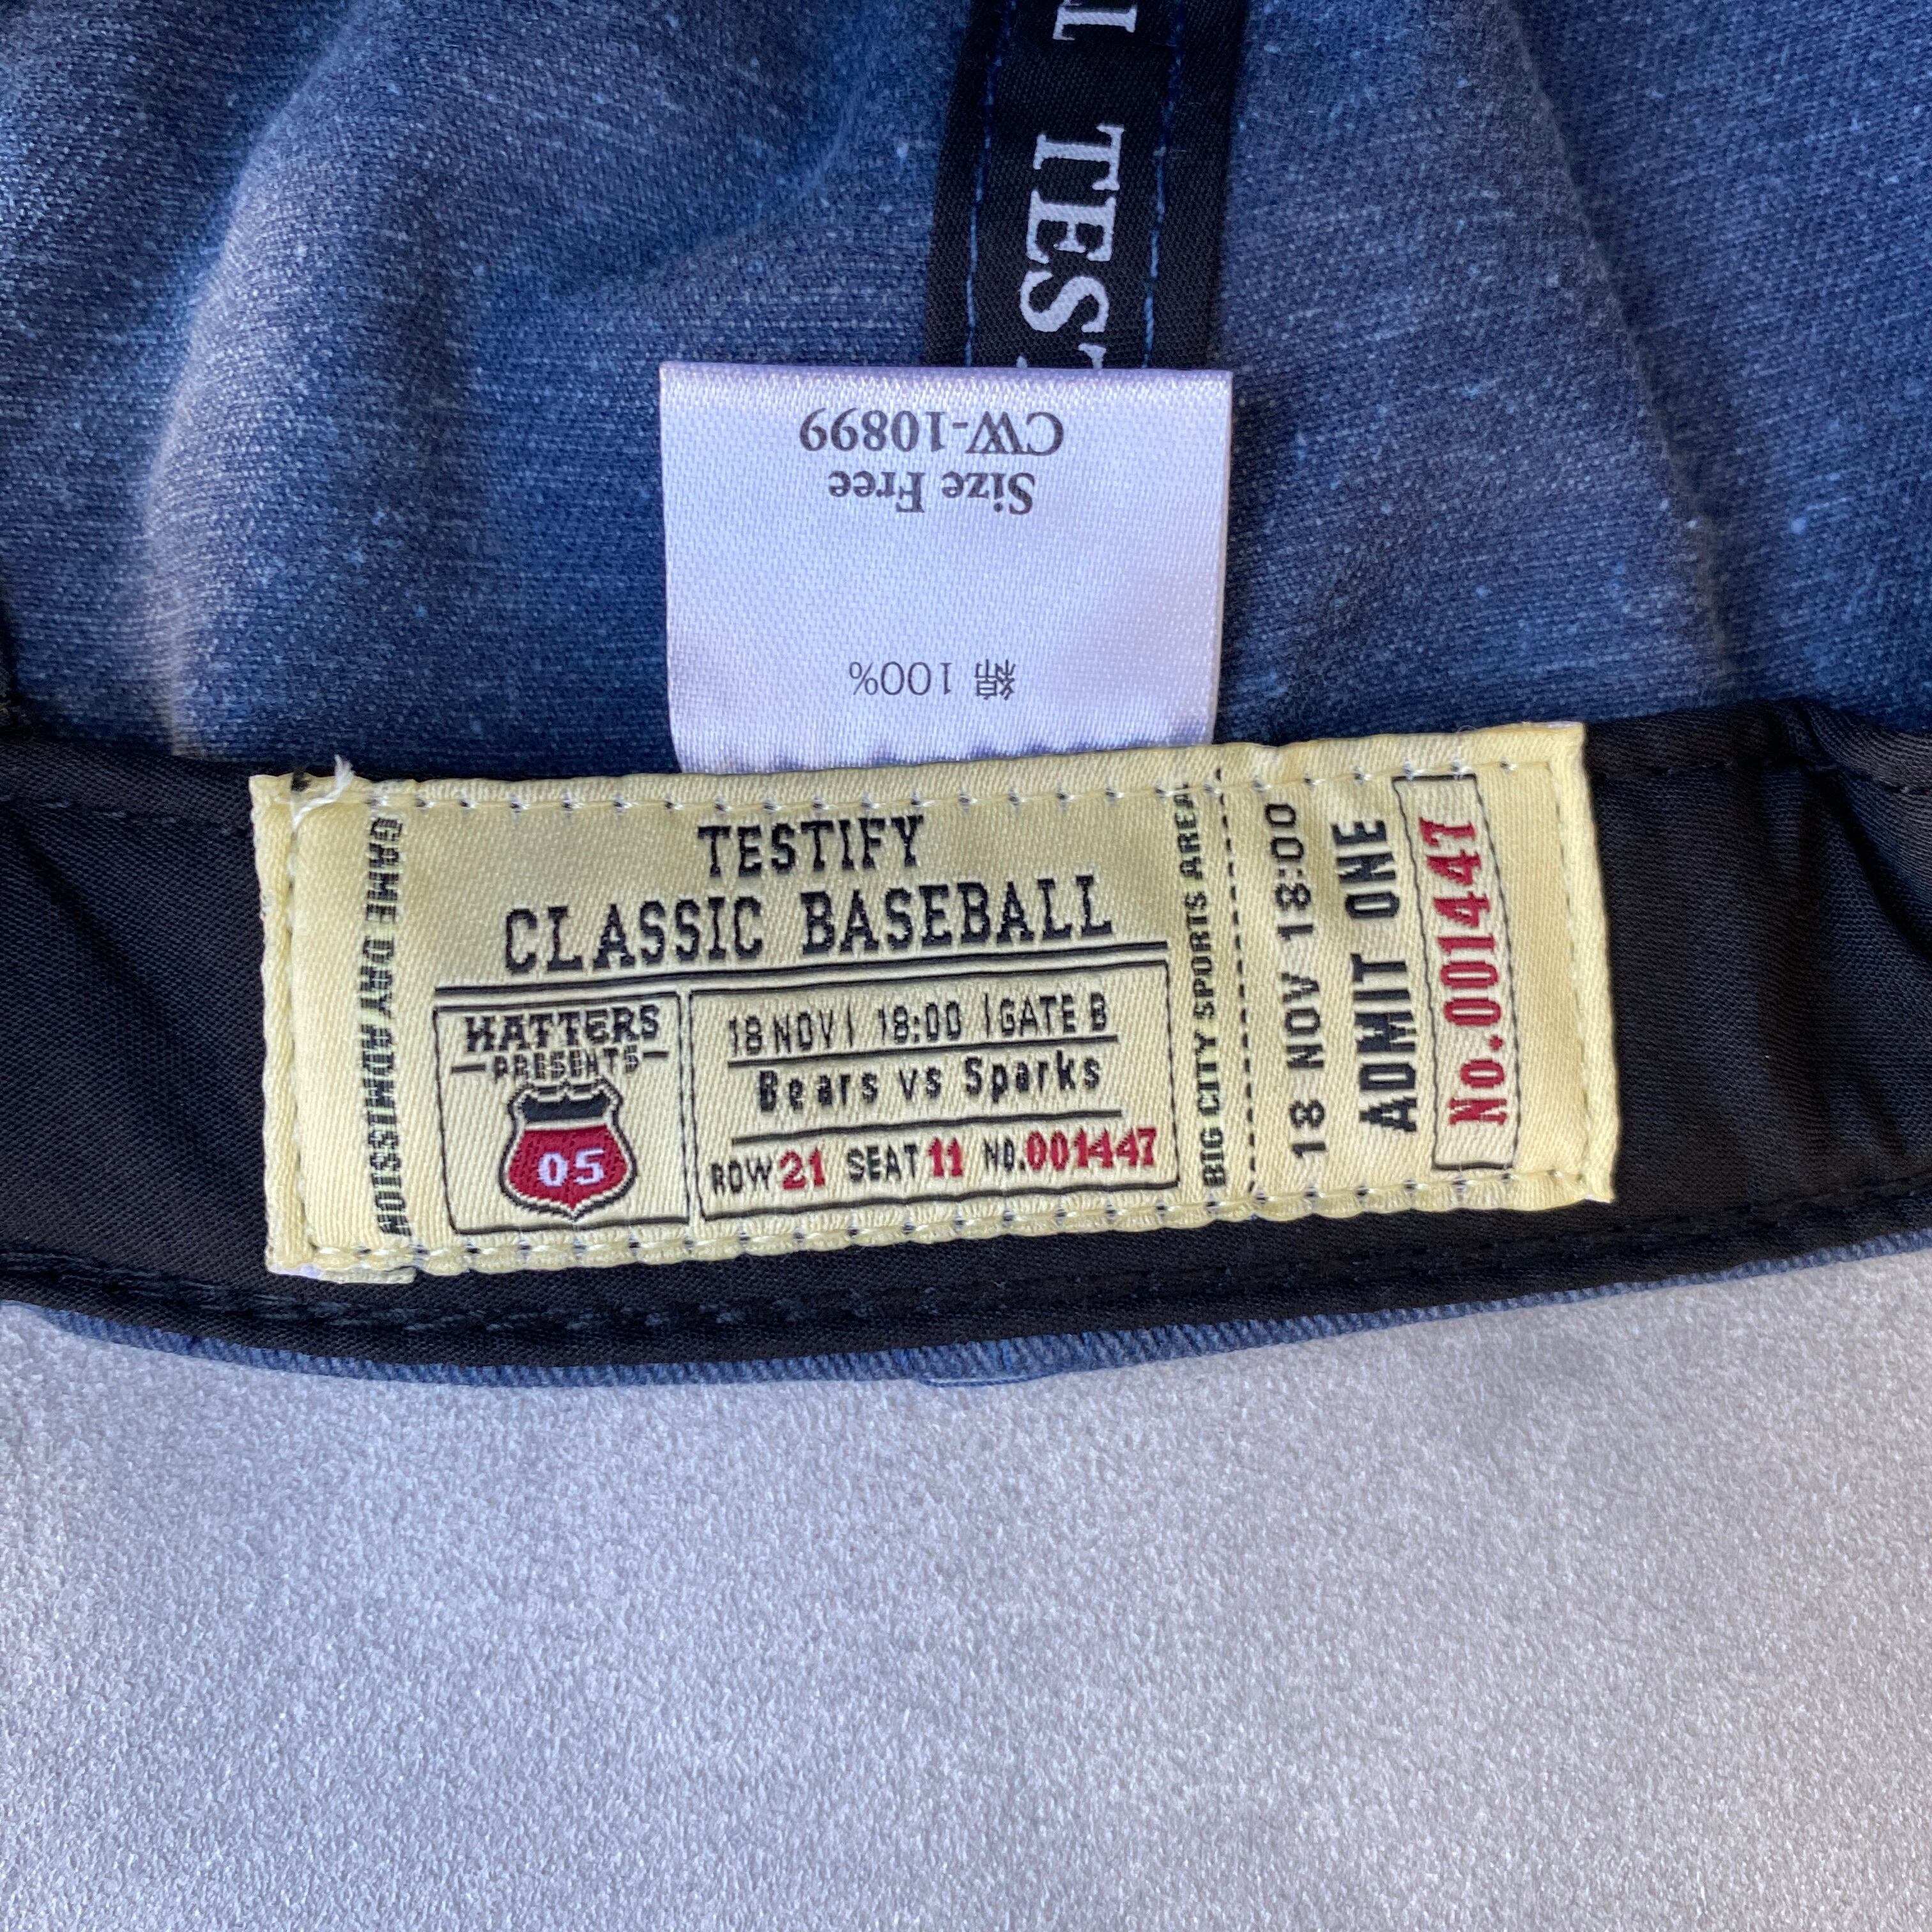 TEST
CW-10899
Size Free
綿 100%
GAME DAY ADMISSION
TESTIFY
CLASSIC BASEBALL
HATTERS
PRESENTS
05
18 NOV | 18:00 | GATE B
Bears vs Sparks
ROW 21 SEAT 11 NO.001447
BIG CITY SPORTS AREA
18 NOV 18:00
ADMIT ONE
No.001447